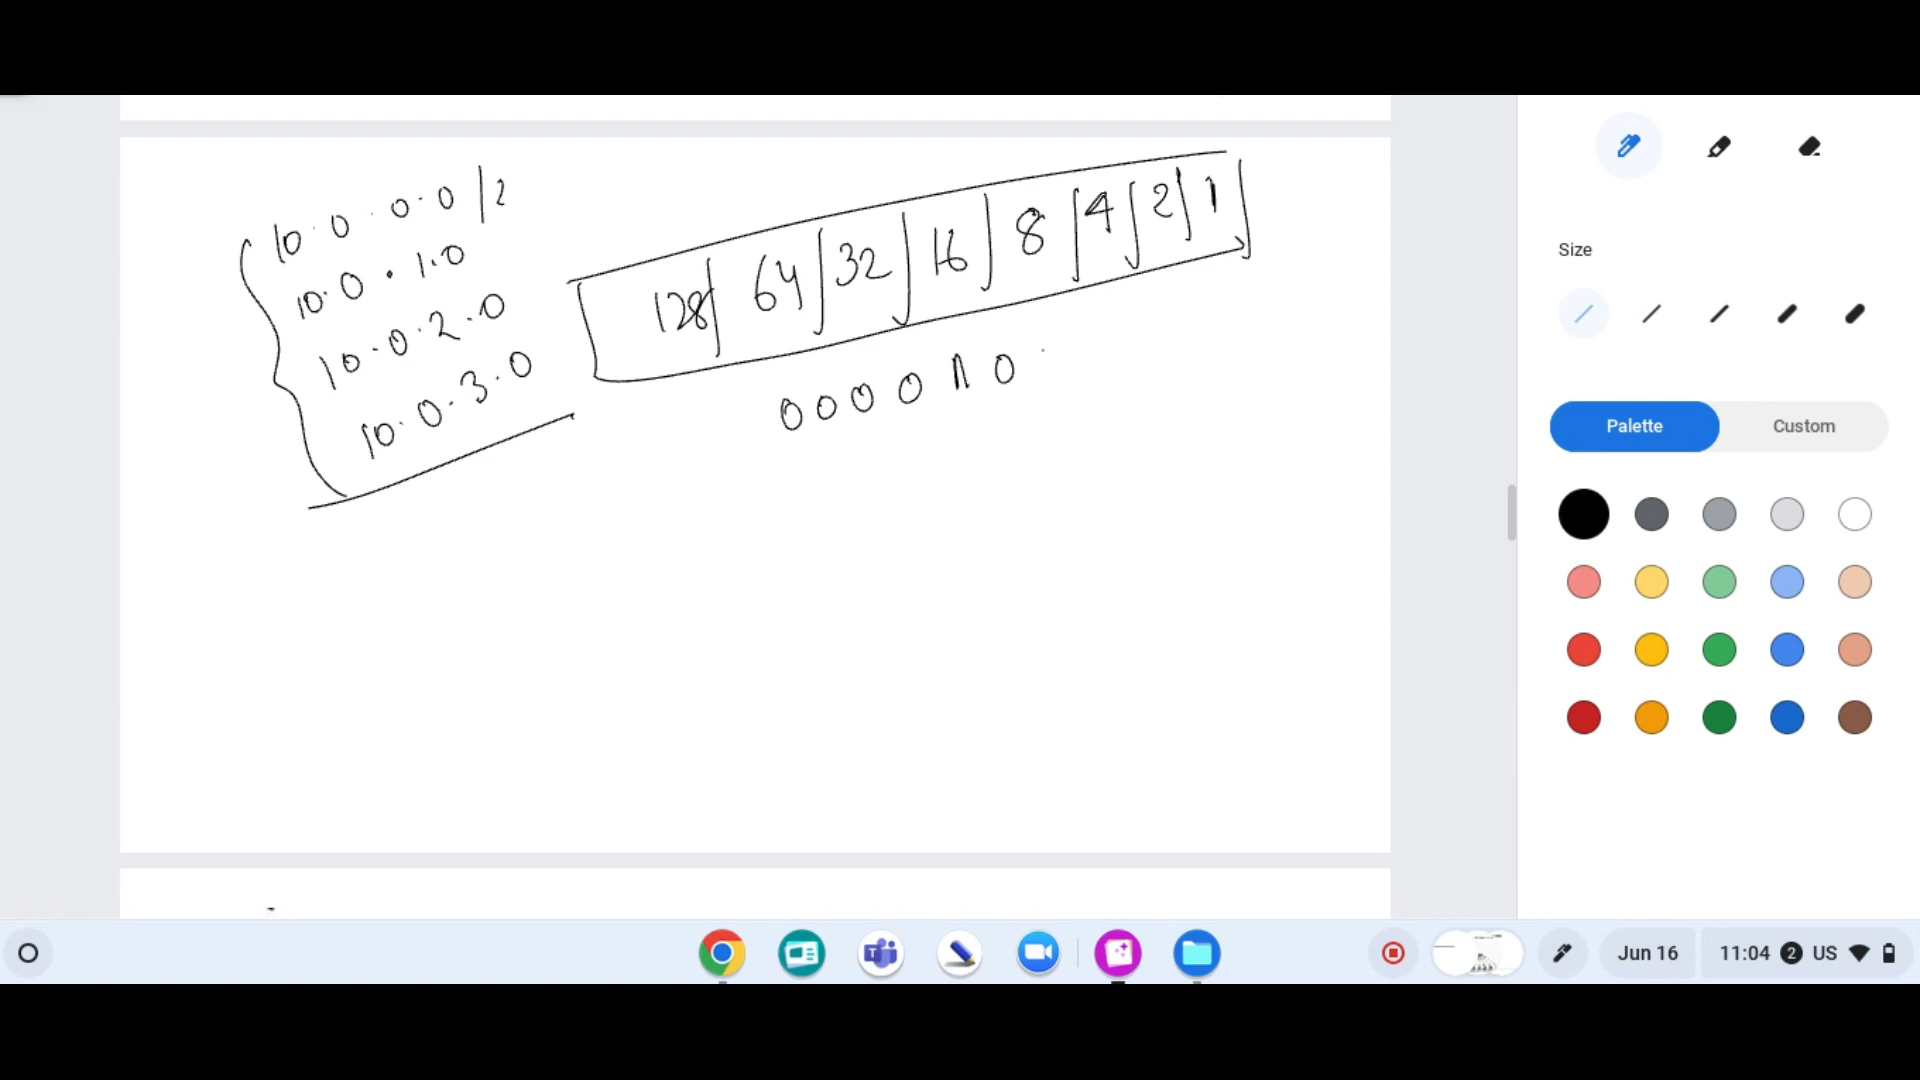 10.0.0.0/2
10.0.1.0
10.0.2.0
10.0.3.0
128 64 32 16 8 4 2 1
0 0 0 0 1 0
Size
Palette Custom
Jun 16 11:04 2 US